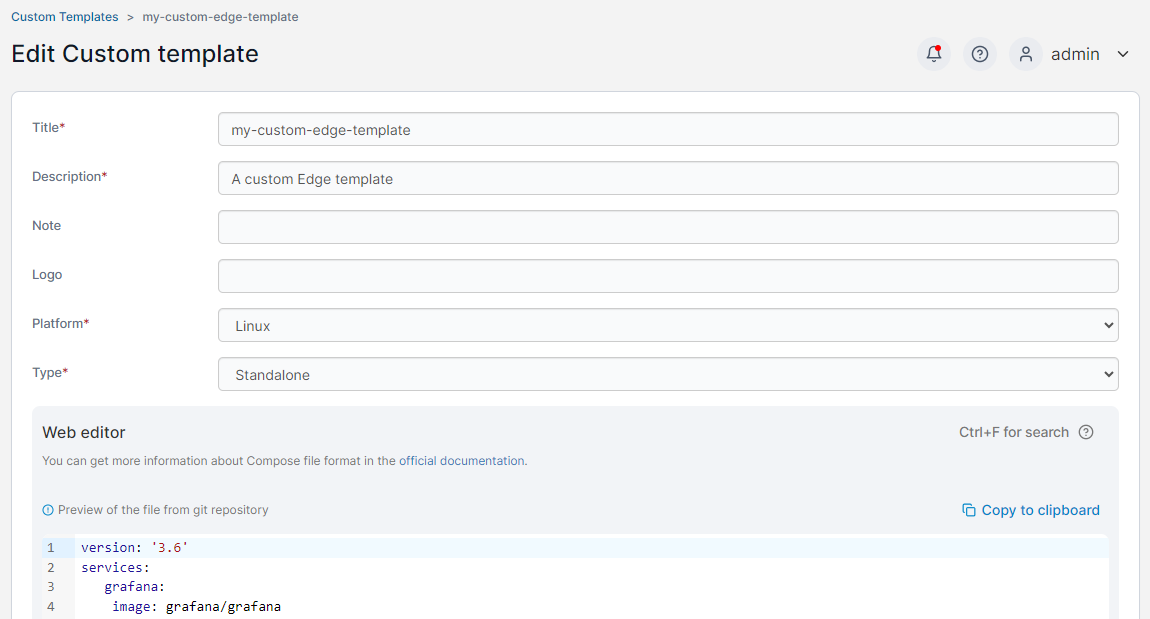 Custom Templates > my-custom-edge-template
Edit Custom template
admin
Title*
my-custom-edge-template
Description*
A custom Edge template
Note
Logo
Platform*
Linux
Type*
Standalone
Web editor
Ctrl+F for search
You can get more information about Compose file format in the official documentation.
Preview of the file from git repository
Copy to clipboard
1 version: '3.6'
2 services:
3 grafana:
4 image: grafana/grafana